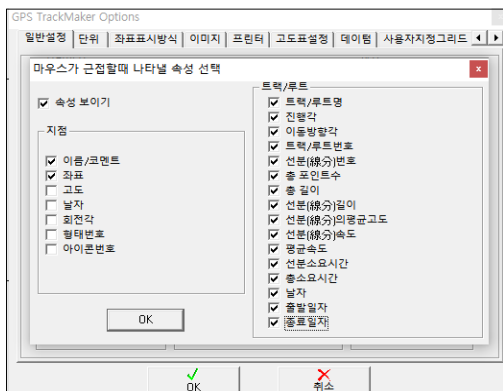 GPS TrackMaker Options
일반설정 단위 좌표표시방식 이미지 프린터 고도표설정 데이텀 사용자지정그리드
마우스가 근접할때 나타낼 속성 선택
속성 보이기
지점
이름/코멘트
좌표
고도
날자
회전각
형태번호
아이콘번호
OK
트랙/루트
트랙/루트명
진행각
이동방향각
트랙/루트번호
선분(線分)번호
총 포인트수
총 길이
선분(線分)길이
선분(線分)의평균고도
선분(線分)속도
평균속도
선분소요시간
총소요시간
날자
출발일자
종료일자
OK
취소